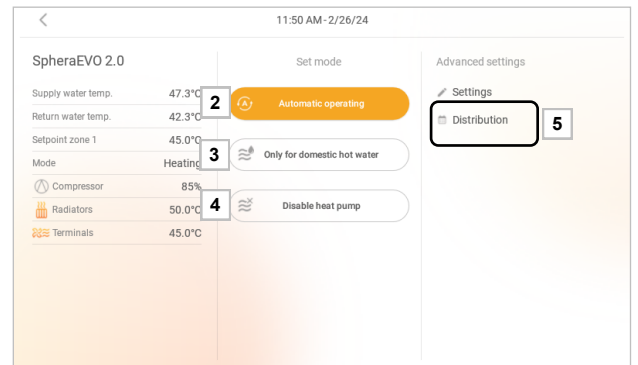 11:50 AM-2/26/24
SpheraEVO 2.0
Supply water temp. 47.3°C
Return water temp. 42.3°C
Setpoint zone 1 45.0°C
Mode Heating
Compressor 85%
Radiators 50.0°C
Terminals 45.0°C
Set mode
2 A Automatic operating
3 Only for domestic hot water
4 Disable heat pump
Advanced settings
Settings
Distribution 5